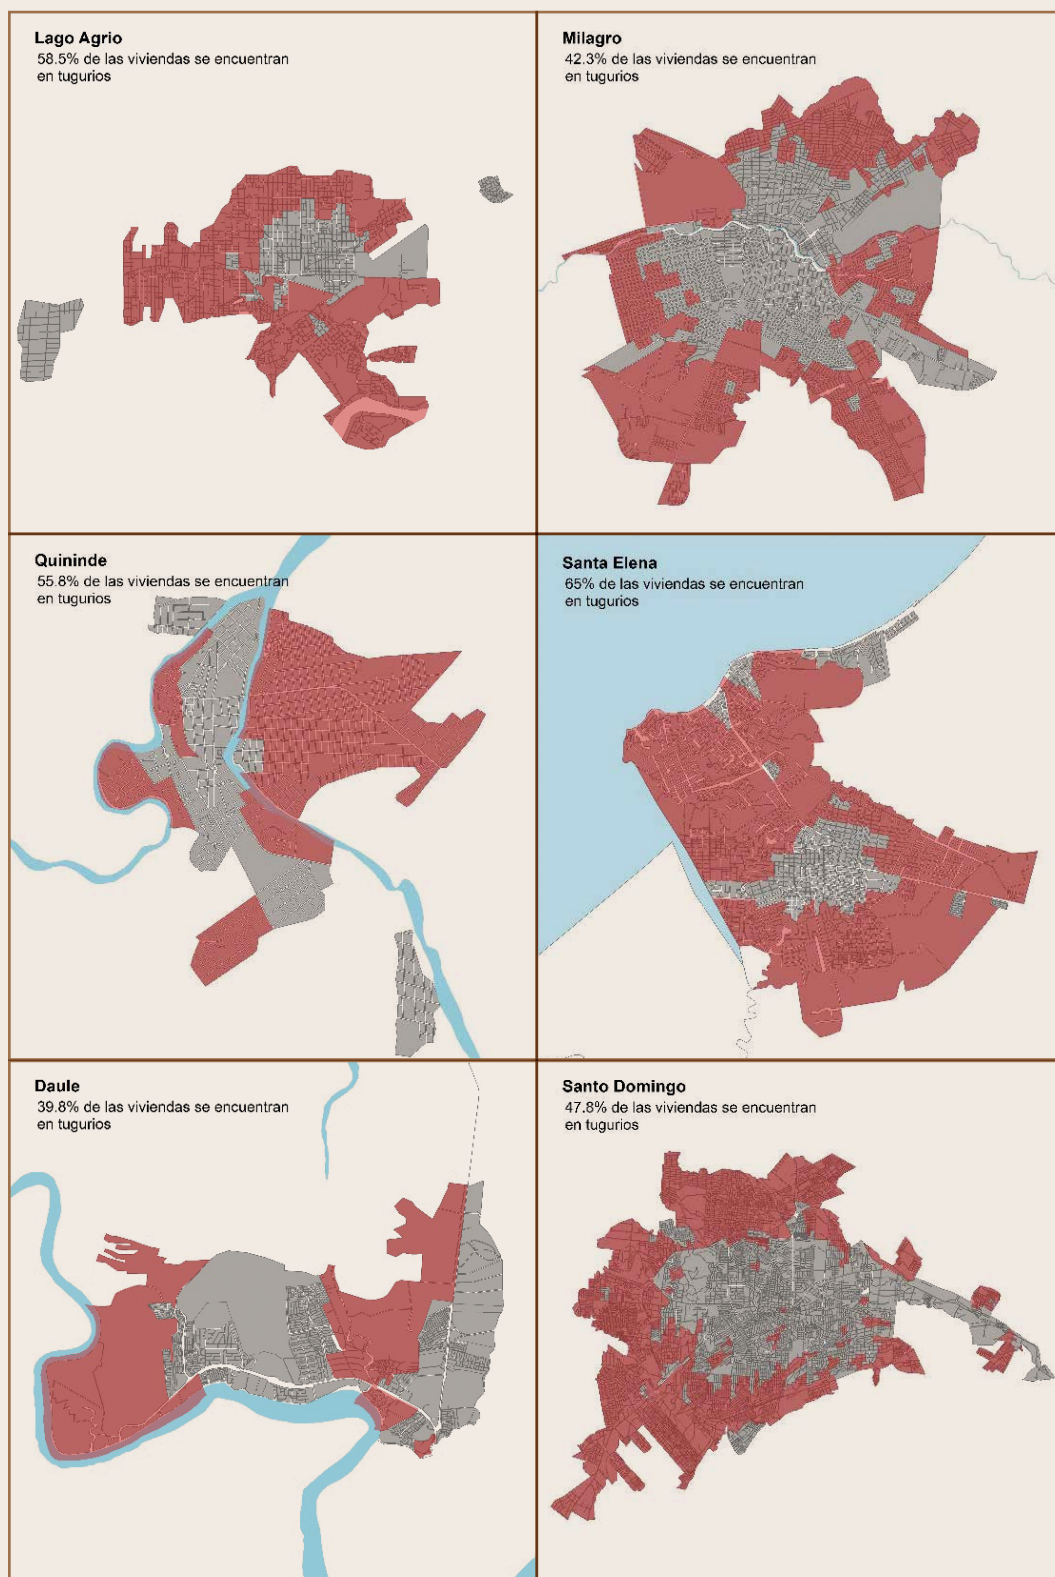 Lago Agrio
58.5% de las viviendas se encuentran
en tugurios
Milagro
42.3% de las viviendas se encuentran
en tugurios
Quininde
55.8% de las viviendas se encuentran
en tugurios
Santa Elena
65% de las viviendas se encuentran
en tugurios
Daule
39.8% de las viviendas se encuentran
en tugurios
Santo Domingo
47.8% de las viviendas se encuentran
en tugurios